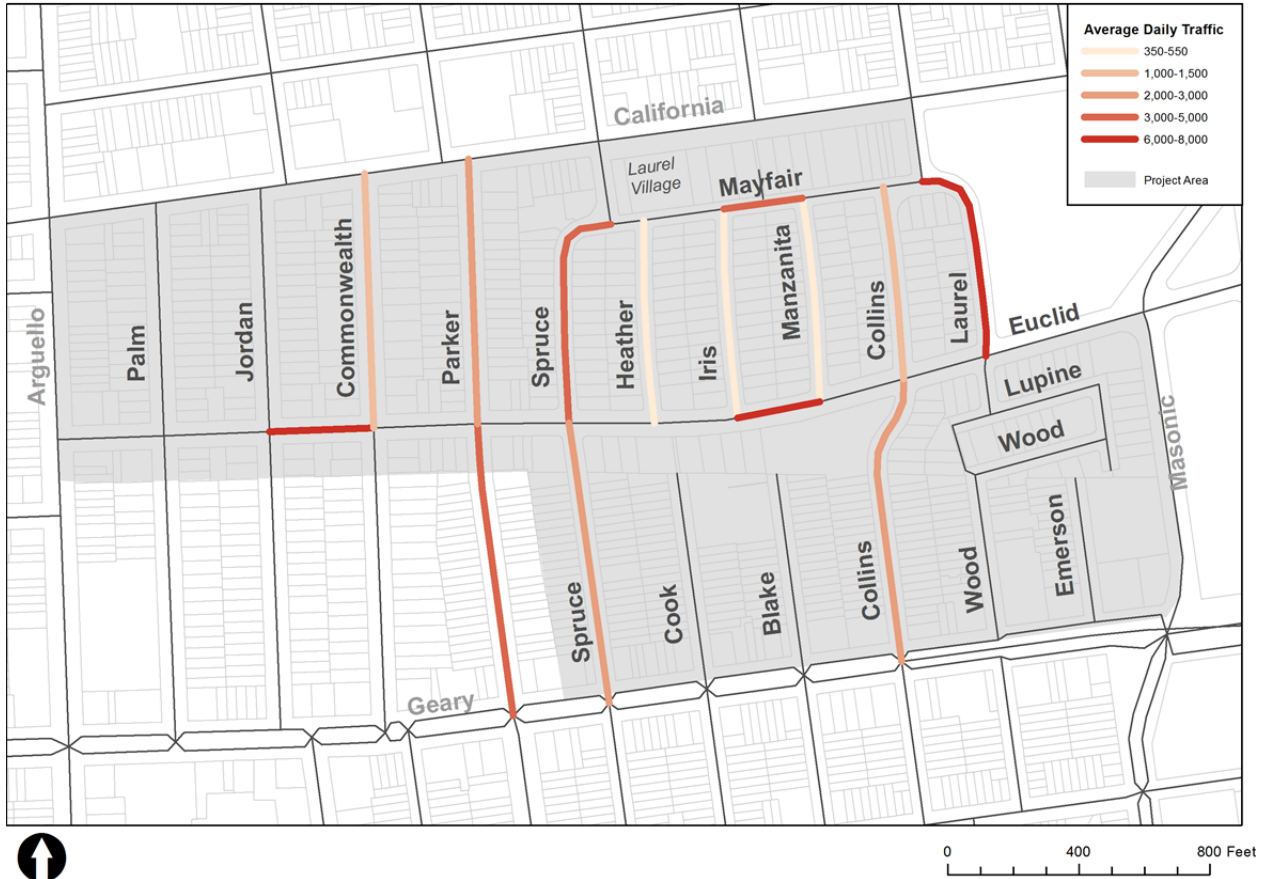 Average Daily Traffic
350-550
1,000-1,500
2,000-3,000
3,000-5,000
6,000-8,000
Project Area
California
Laurel
Village
Mayfair
Arguello
Palm
Jordan
Commonwealth
Parker
Spruce
Heather
Iris
Manzanita
Collins
Laurel
Euclid
Lupine
Wood
Masonic
Spruce
Cook
Blake
Collins
Wood
Emerson
Geary
0 400 800 Feet